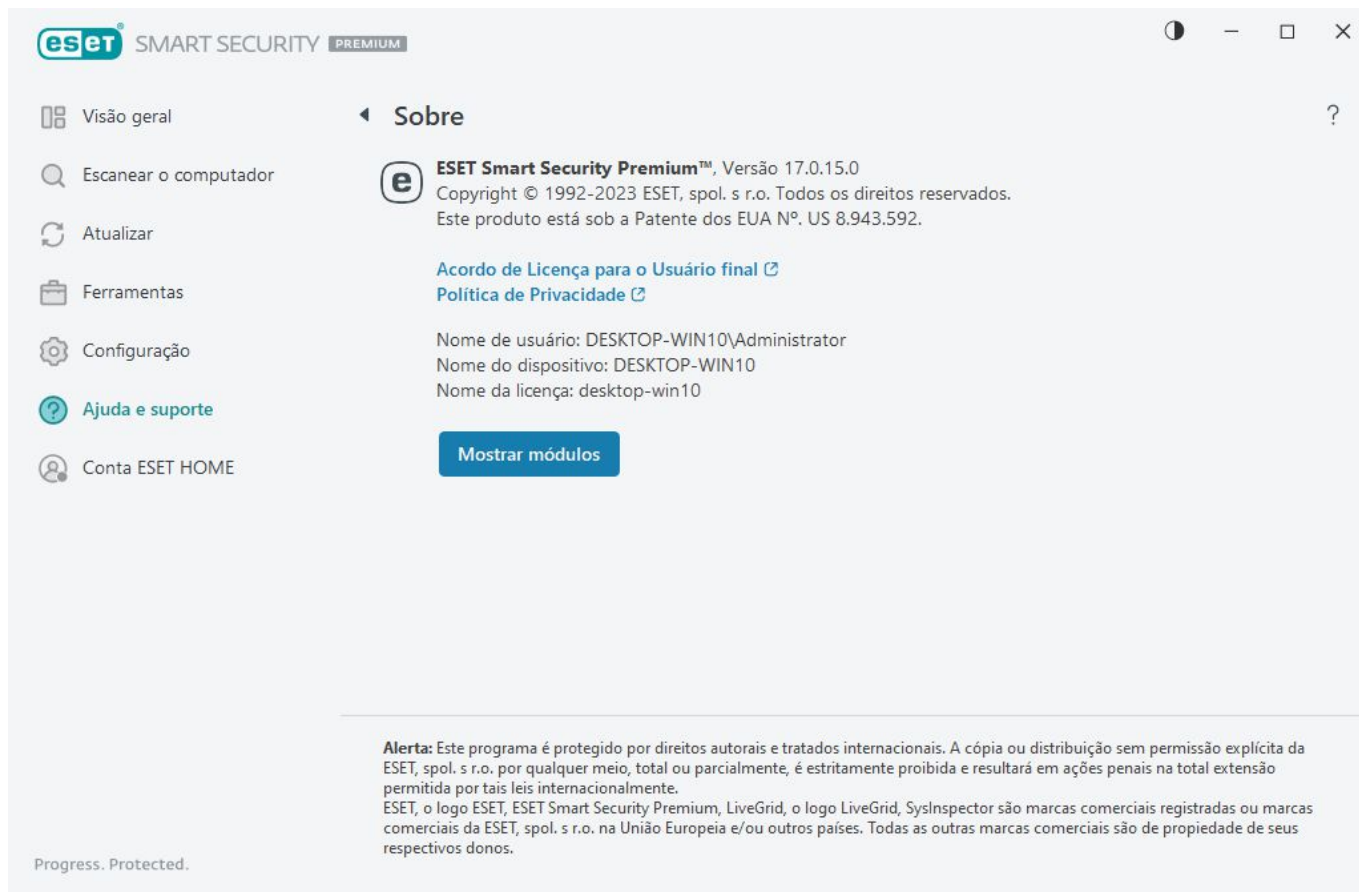 eset® SMART SECURITY PREMIUM
Visão geral
Escanear o computador
Atualizar
Ferramentas
Configuração
Ajuda e suporte
Conta ESET HOME
Progress. Protected.
Sobre
?
e
ESET Smart Security Premium™, Versão 17.0.15.0
Copyright © 1992-2023 ESET, spol. s r.o. Todos os direitos reservados.
Este produto está sob a Patente dos EUA Nº. US 8.943.592.
Acordo de Licença para o Usuário final
Política de Privacidade
Nome de usuário: DESKTOP-WIN10\Administrator
Nome do dispositivo: DESKTOP-WIN10
Nome da licença: desktop-win10
Mostrar módulos
Alerta: Este programa é protegido por direitos autorais e tratados internacionais. A cópia ou distribuição sem permissão explícita da
ESET, spol. s r.o. por qualquer meio, total ou parcialmente, é estritamente proibida e resultará em ações penais na total extensão
permitida por tais leis internacionalmente.
ESET, o logo ESET, ESET Smart Security Premium, LiveGrid, o logo LiveGrid, SysInspector são marcas comerciais registradas ou marcas
comerciais da ESET, spol. s r.o. na União Europeia e/ou outros países. Todas as outras marcas comerciais são de propiedade de seus
respectivos donos.